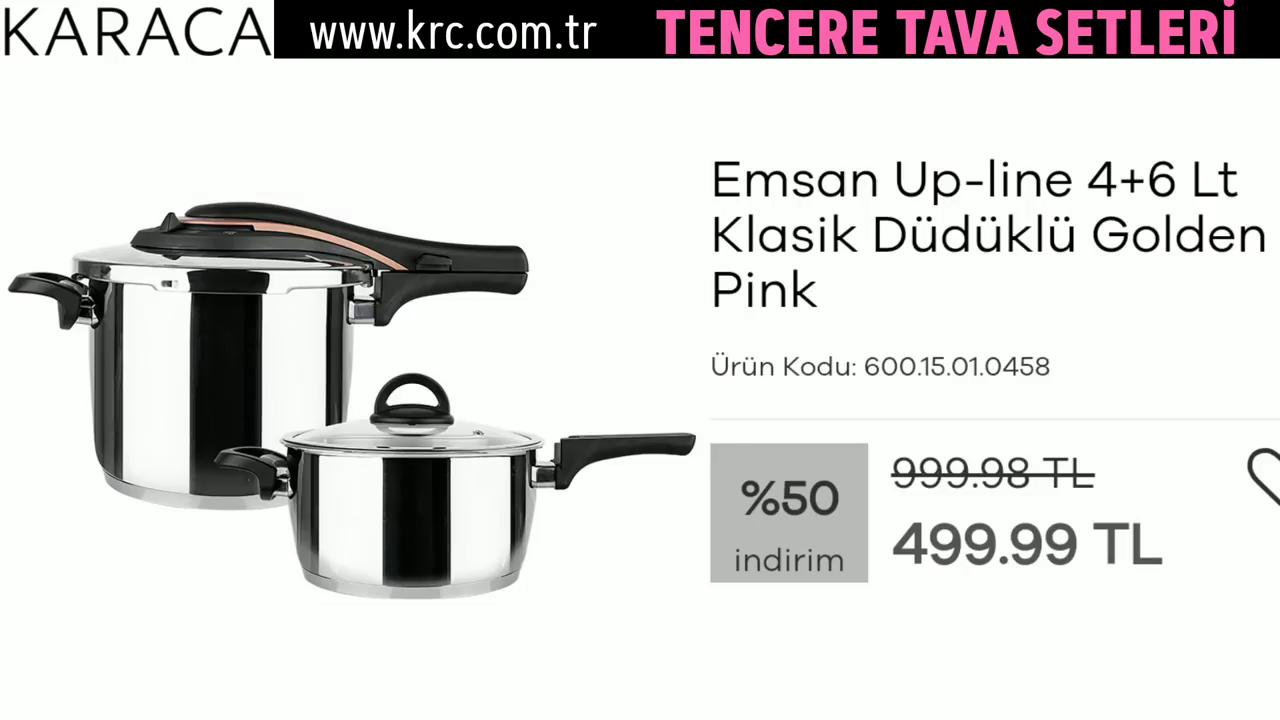 KARACA
www.krc.com.tr
TENCERE TAVA SETLERİ
Emsan Up-line 4+6 Lt
Klasik Düdüklü Golden
Pink
Ürün Kodu: 600.15.01.0458
%50
indirim
999.98 TL
499.99 TL